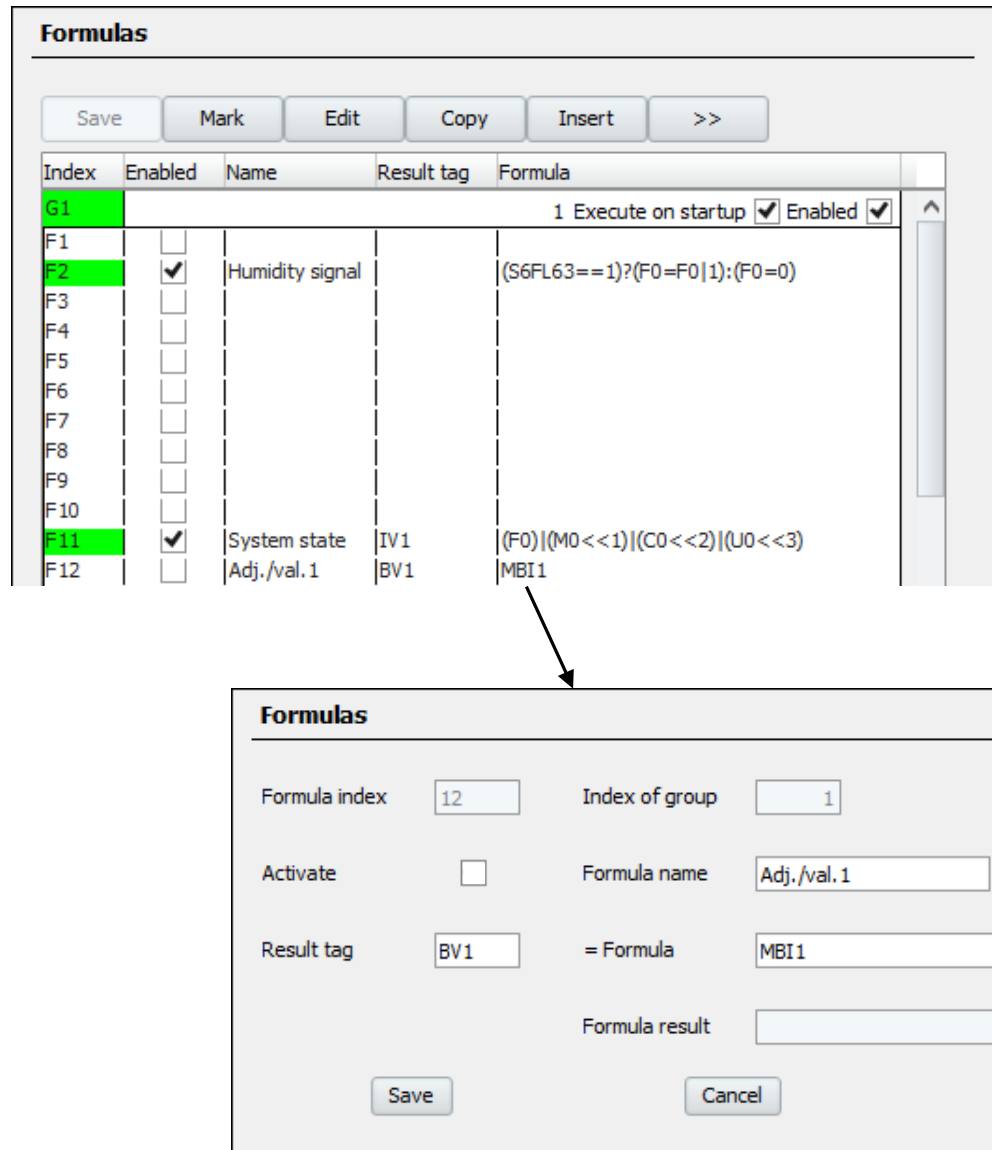 Formulas
Save Mark Edit Copy Insert >>
Index Enabled Name Result tag Formula
G1 1 Execute on startup Enabled
F1
F2 Humidity signal (S6FL63==1)?(F0=F0|1):(F0=0)
F3
F4
F5
F6
F7
F8
F9
F10
F11 System state IV1 (F0)|(M0<<1)|(C0<<2)|(U0<<3)
F12 Adj./val.1 BV1 MBI1
Formulas
Formula index 12 Index of group 1
Activate Formula name Adj./val.1
Result tag BV1 = Formula MBI1
Formula result
Save Cancel